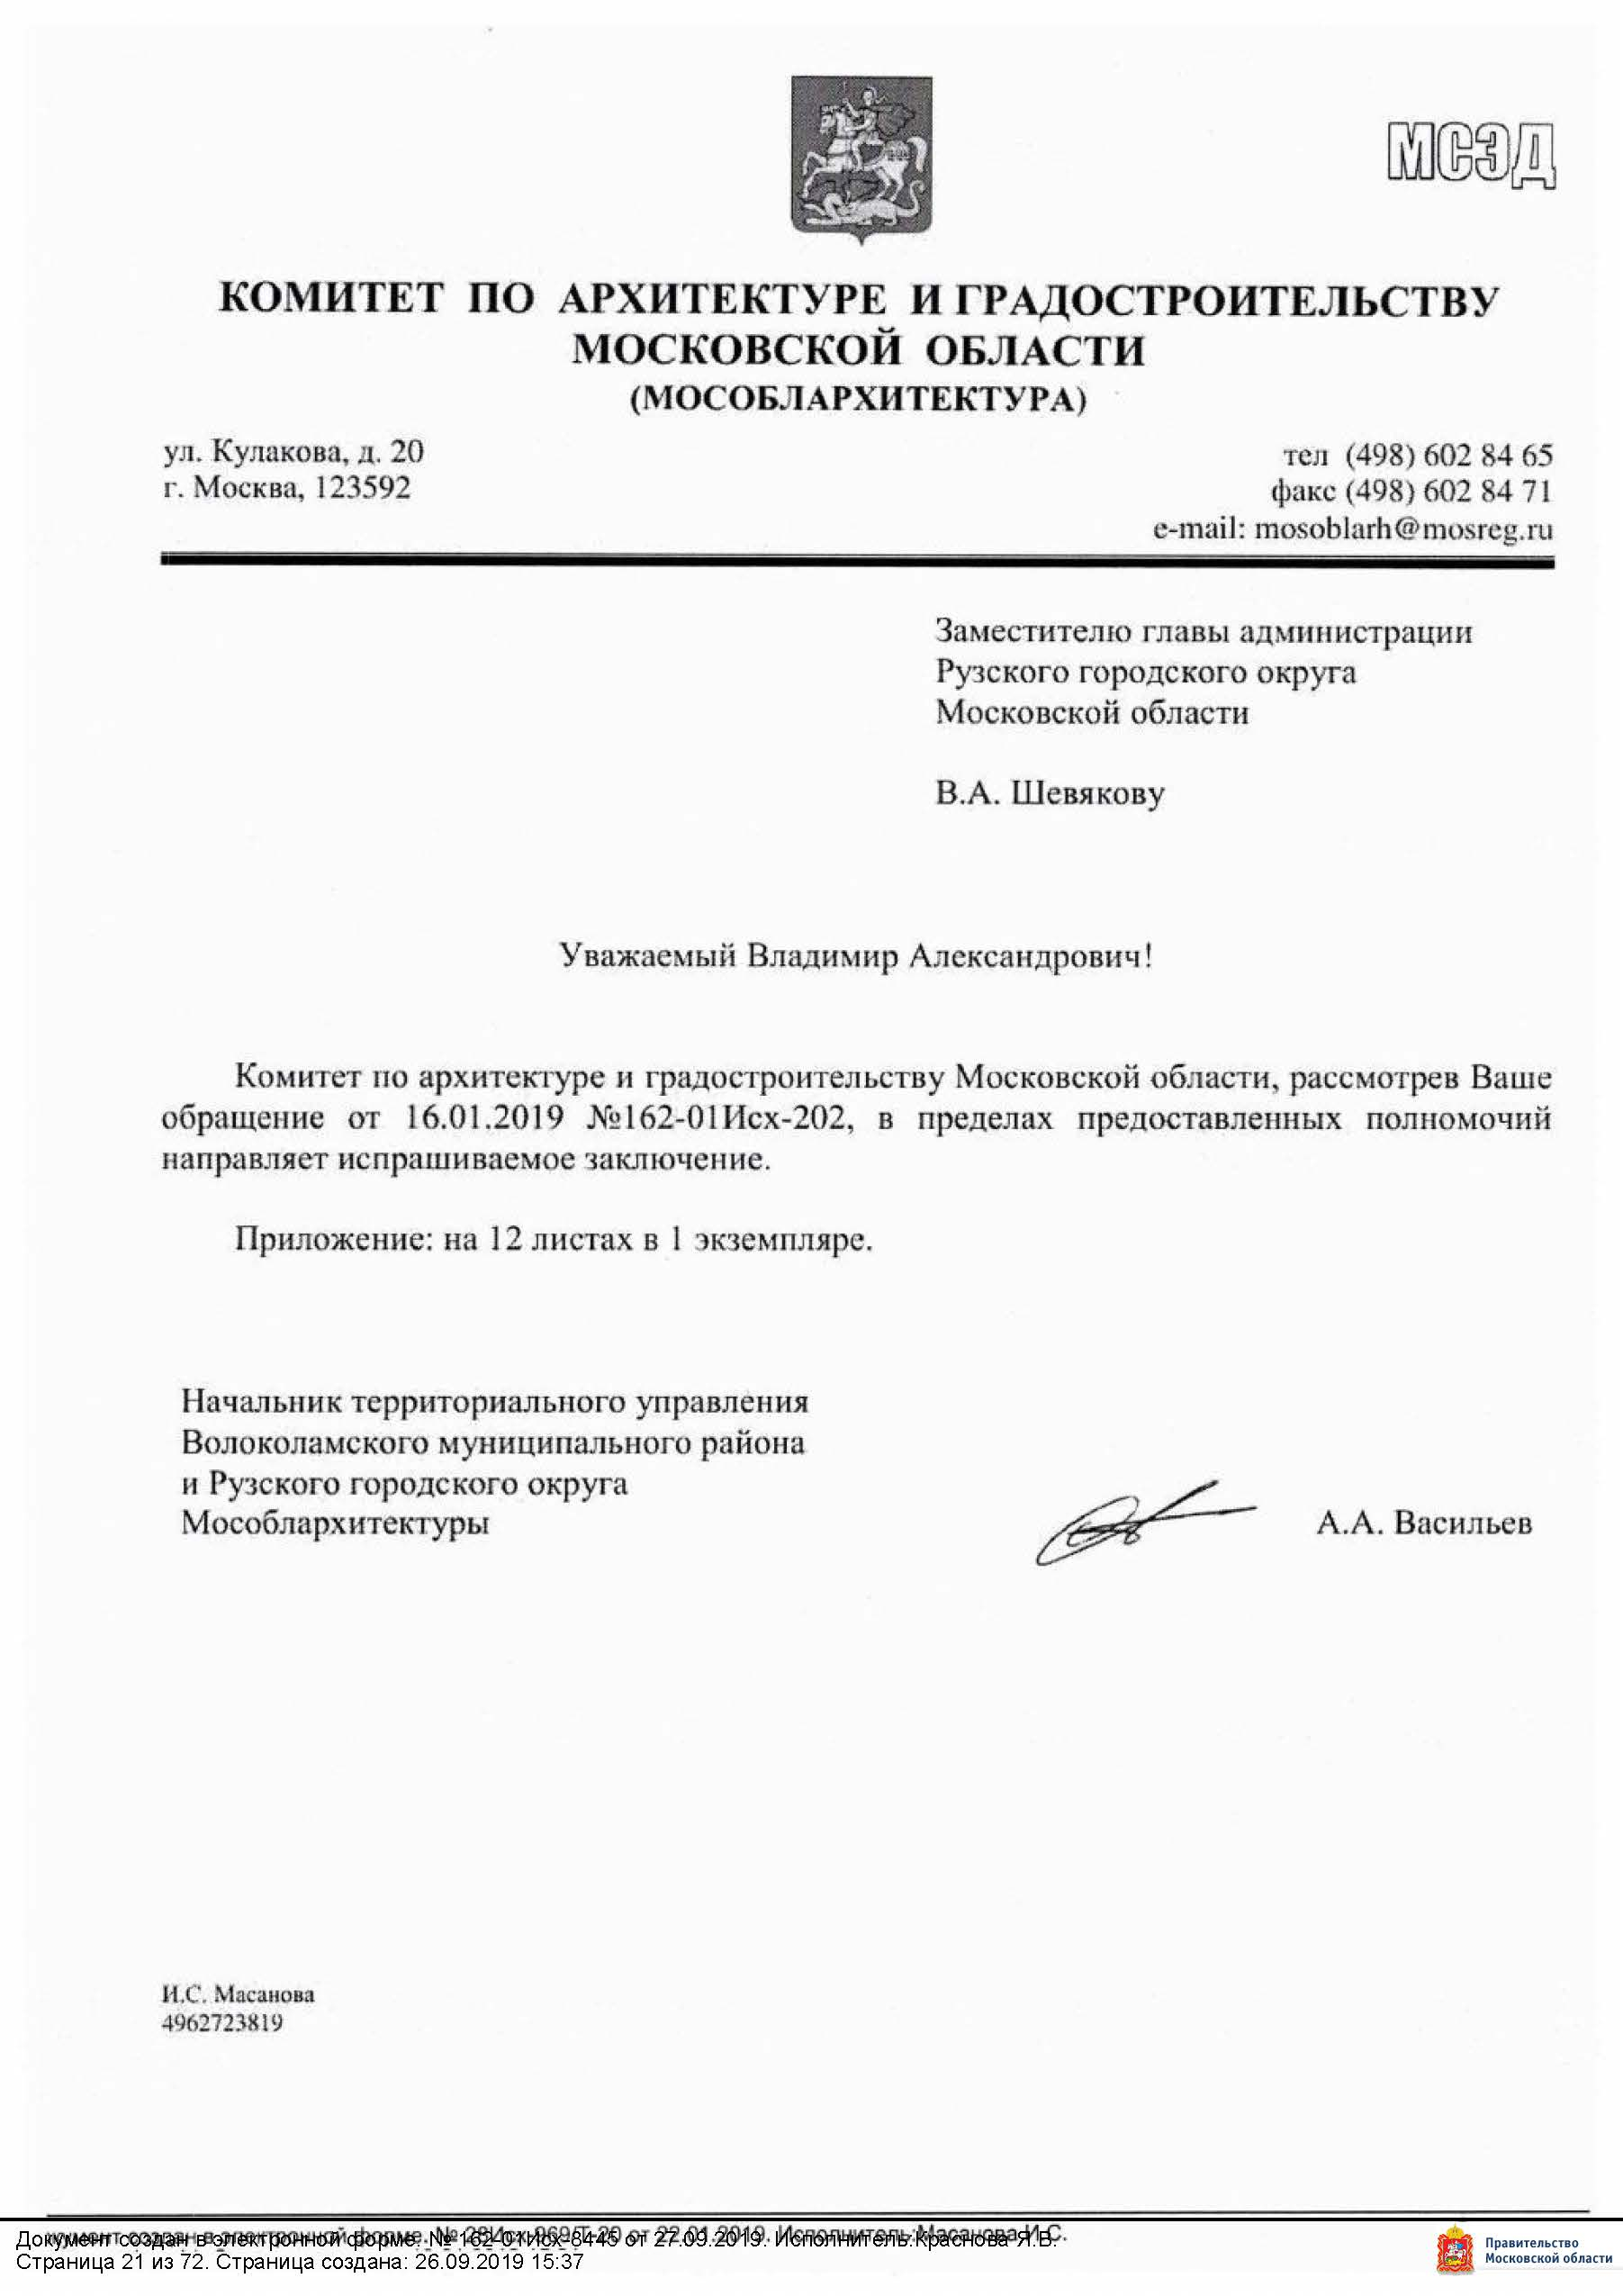 МСЭД
КОМИТЕТ ПО АРХИТЕКТУРЕ И ГРАДОСТРОИТЕЛЬСТВУ
МОСКОВСКОЙ ОБЛАСТИ
(МОСОБЛАРХИТЕКТУРА)
ул. Кулакова, д. 20
г. Москва, 123592
тел (498) 602 84 65
факс (498) 602 84 71
e-mail: mosoblarh@mosreg.ru
Заместителю главы администрации
Рузского городского округа
Московской области
В.А. Шевякову
Уважаемый Владимир Александрович!
Комитет по архитектуре и градостроительству Московской области, рассмотрев Ваше
обращение от 16.01.2019 №162-01Исх-202, в пределах предоставленных полномочий
направляет испрашиваемое заключение.
Приложение: на 12 листах в 1 экземпляре.
Начальник территориального управления
Волоколамского муниципального района
и Рузского городского округа
Мособлархитектуры
А.А. Васильев
И.С. Масанова
4962723819
Документ создан в электронной форме. № 162-01Исх-8445 от 27.09.2019. Исполнитель:Краснова Я.В.
Страница 21 из 72. Страница создана: 26.09.2019 15:37
Правительство
Московской области